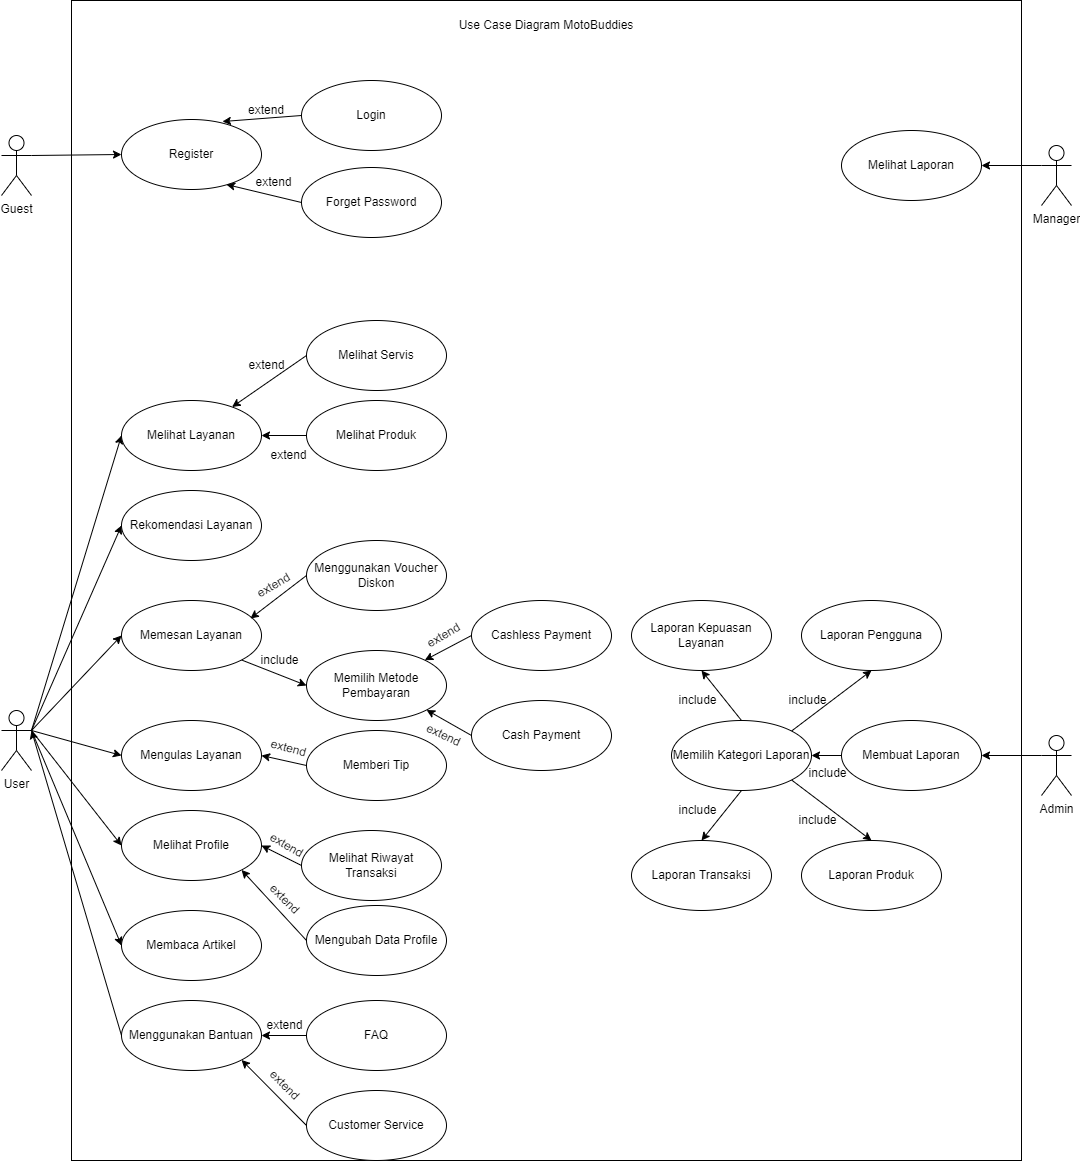 Use Case Diagram MotoBuddies
extend
Login
Register
extend
Forget Password
Guest
Melihat Laporan
Manager
Melihat Servis
extend
Melihat Layanan
Melihat Produk
extend
Rekomendasi Layanan
Menggunakan Voucher
Diskon
extend
Memesan Layanan
include
Memilih Metode
Pembayaran
extend
Cashless Payment
extend
Cash Payment
Mengulas Layanan
extend
Memberi Tip
User
Melihat Profile
extend
Melihat Riwayat
Transaksi
extend
Mengubah Data Profile
Membaca Artikel
Menggunakan Bantuan
extend
FAQ
extend
Customer Service
Laporan Kepuasan
Layanan
Laporan Pengguna
include
include
Memilih Kategori Laporan
include
Membuat Laporan
Admin
include
include
Laporan Transaksi
Laporan Produk